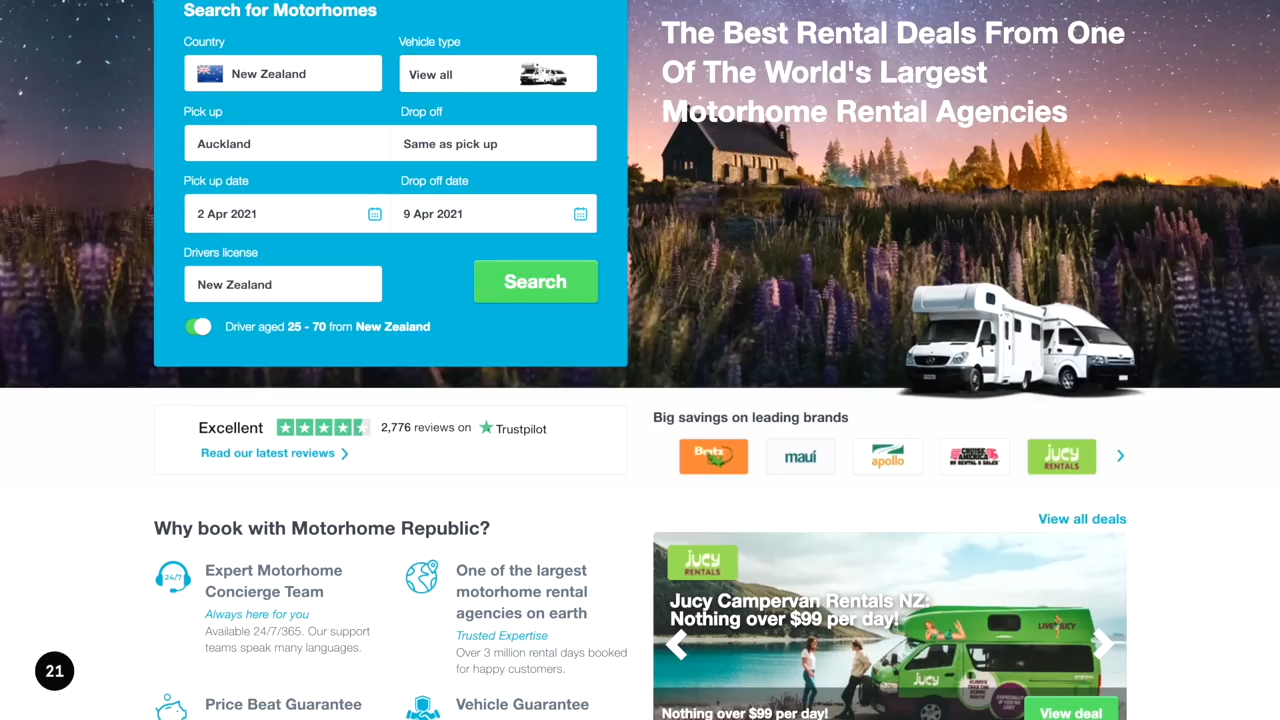 Search for Motorhomes
Country
Vehicle type
New Zealand
View all
Pick up
Drop off
Auckland
Same as pick up
Pick up date
Drop off date
2 Apr 2021
9 Apr 2021
Drivers license
New Zealand
Search
Driver aged 25 - 70 from New Zealand
The Best Rental Deals From One
Of The World's Largest
Motorhome Rental Agencies
Excellent
2,776 reviews on
Trustpilot
Read our latest reviews
Big savings on leading brands
Britz
maui
apollo
CRUISE
AMERICA
RV RENTAL & SALES
jucy
RENTALS
Why book with Motorhome Republic?
24/7
Expert Motorhome
Concierge Team
Always here for you
Available 24/7/365. Our support
teams speak many languages.
One of the largest
motorhome rental
agencies on earth
Trusted Expertise
Over 3 million rental days booked
for happy customers.
Price Beat Guarantee
Vehicle Guarantee
View all deals
jucy
RENTALS
Jucy Campervan Rentals NZ:
Nothing over $99 per day!
LIVE JUCY
jucy
Nothing over $99 per day!
View deal
21